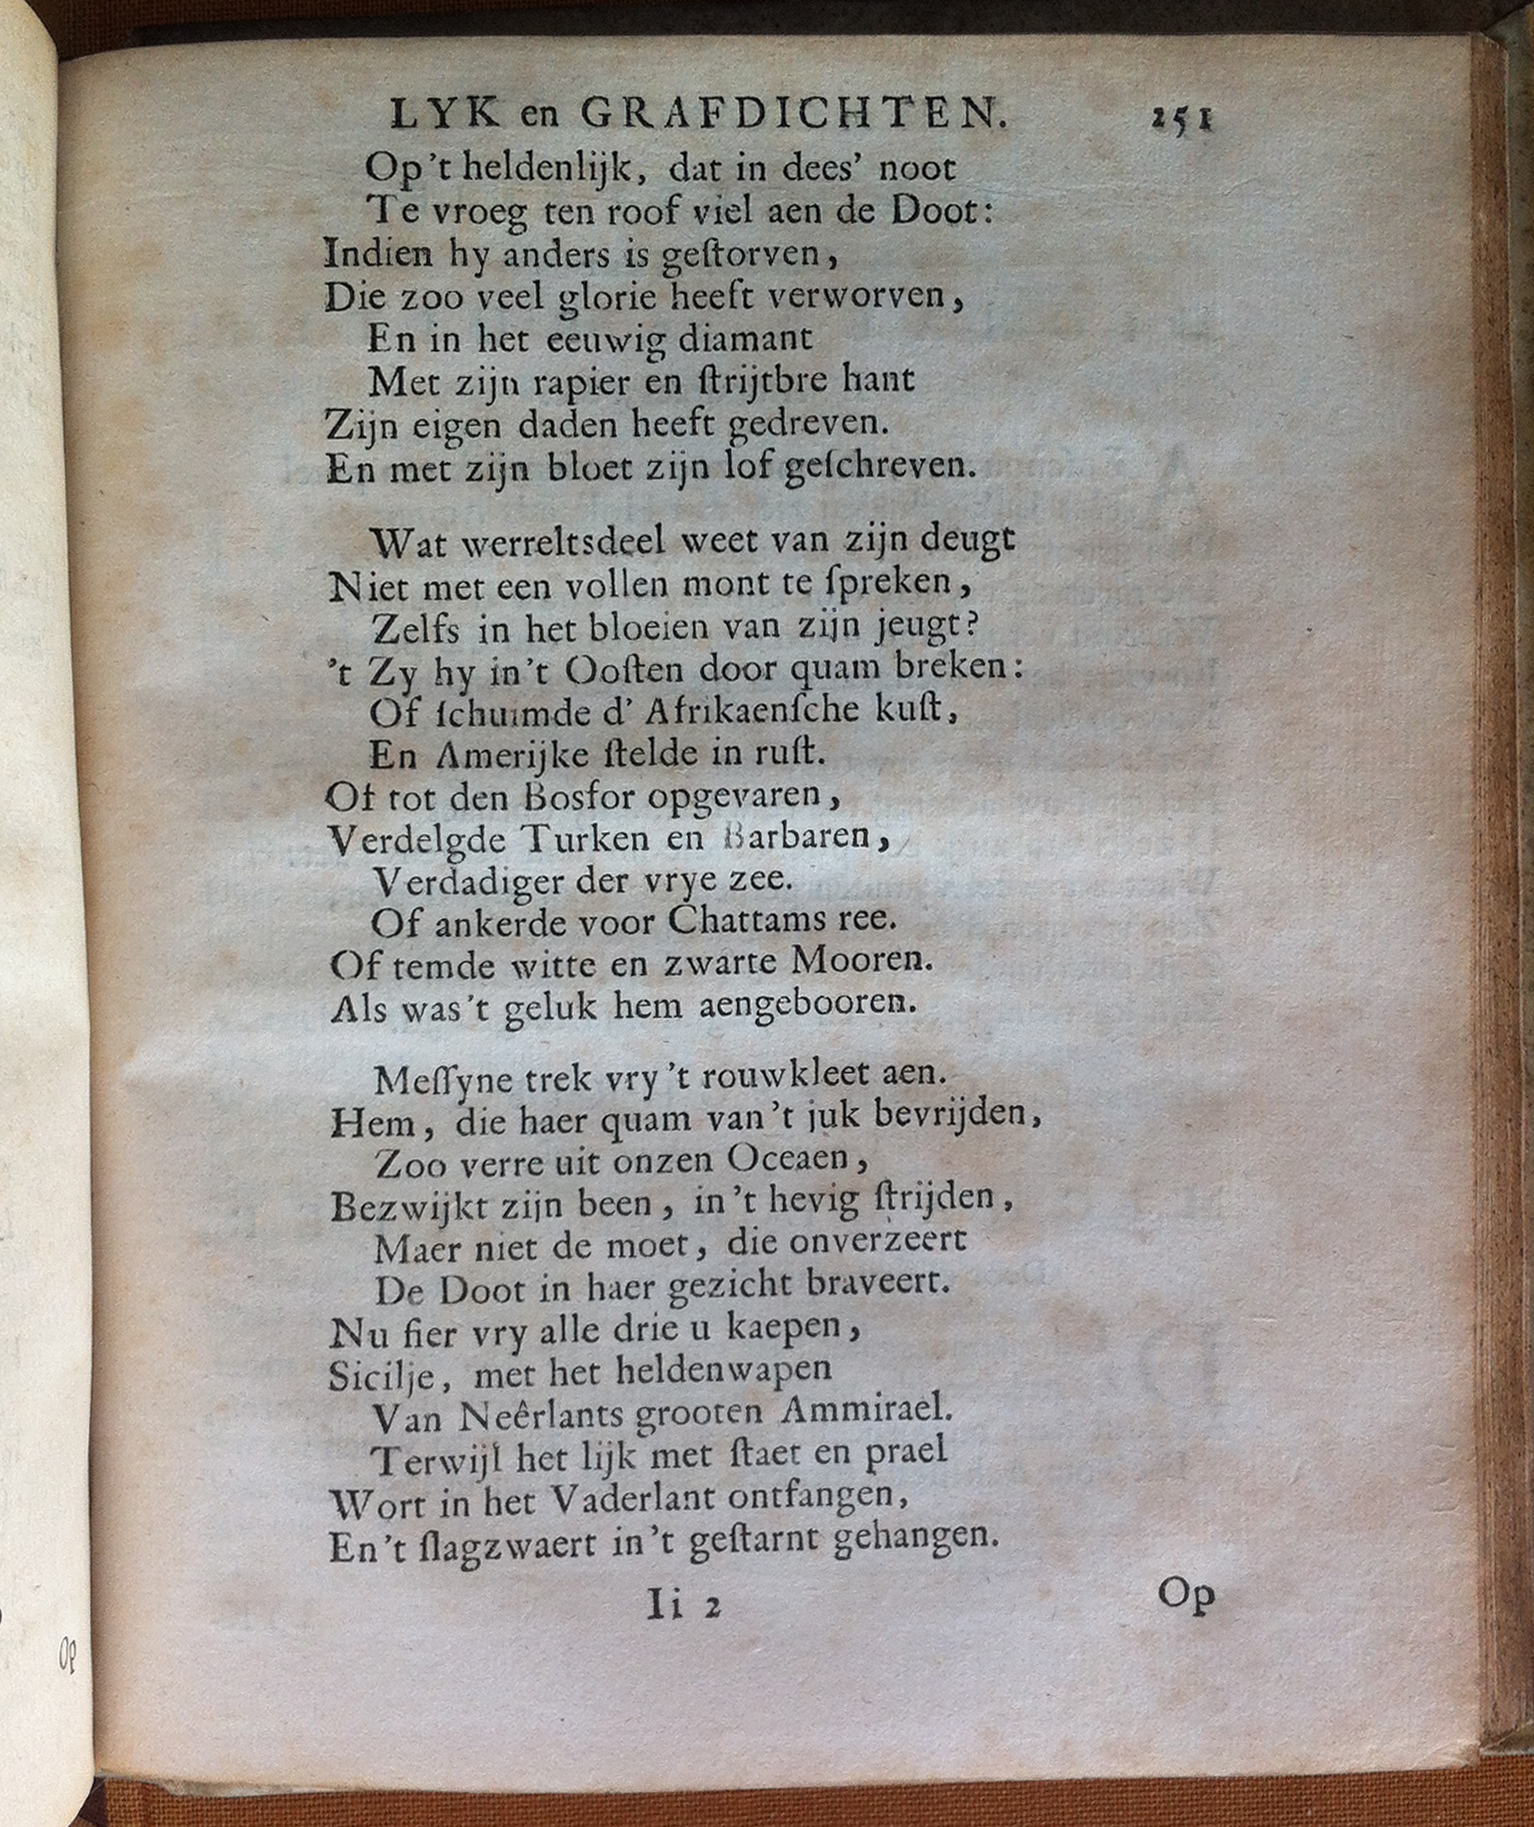 LYK en GRAFDICHTEN. 251
Op 't heldenlijk, dat in dees' noot
Te vroeg ten roof viel aen de Doot:
Indien hy anders is geſtorven,
Die zoo veel glorie heeft verworven,
En in het eeuwig diamant
Met zijn rapier en ſtrijtbre hant
Zijn eigen daden heeft gedreven.
En met zijn bloet zijn lof geſchreven.
Wat werreltsdeel weet van zijn deugt
Niet met een vollen mont te ſpreken,
Zelfs in het bloeien van zijn jeugt?
't Zy hy in 't Ooſten door quam breken:
Of ſchuimde d' Afrikaenſche kuſt,
En Amerijke ſtelde in ruſt.
Of tot den Bosfor opgevaren,
Verdelgde Turken en Barbaren,
Verdadiger der vrye zee.
Of ankerde voor Chattams ree.
Of temde witte en zwarte Mooren.
Als was 't geluk hem aengebooren.
Meſſyne trek vry 't rouwkleet aen.
Hem, die haer quam van 't juk bevrijden,
Zoo verre uit onzen Oceaen,
Bezwijkt zijn been, in 't hevig ſtrijden,
Maer niet de moet, die onverzeert
De Doot in haer gezicht braveert.
Nu fier vry alle drie u kaepen,
Sicilje, met het heldenwapen
Van Neêrlants grooten Ammirael.
Terwijl het lijk met ſtaet en prael
Wort in het Vaderlant ontfangen,
En 't ſlagzwaert in 't geſtarnt gehangen.
Ii 2 Op
Op